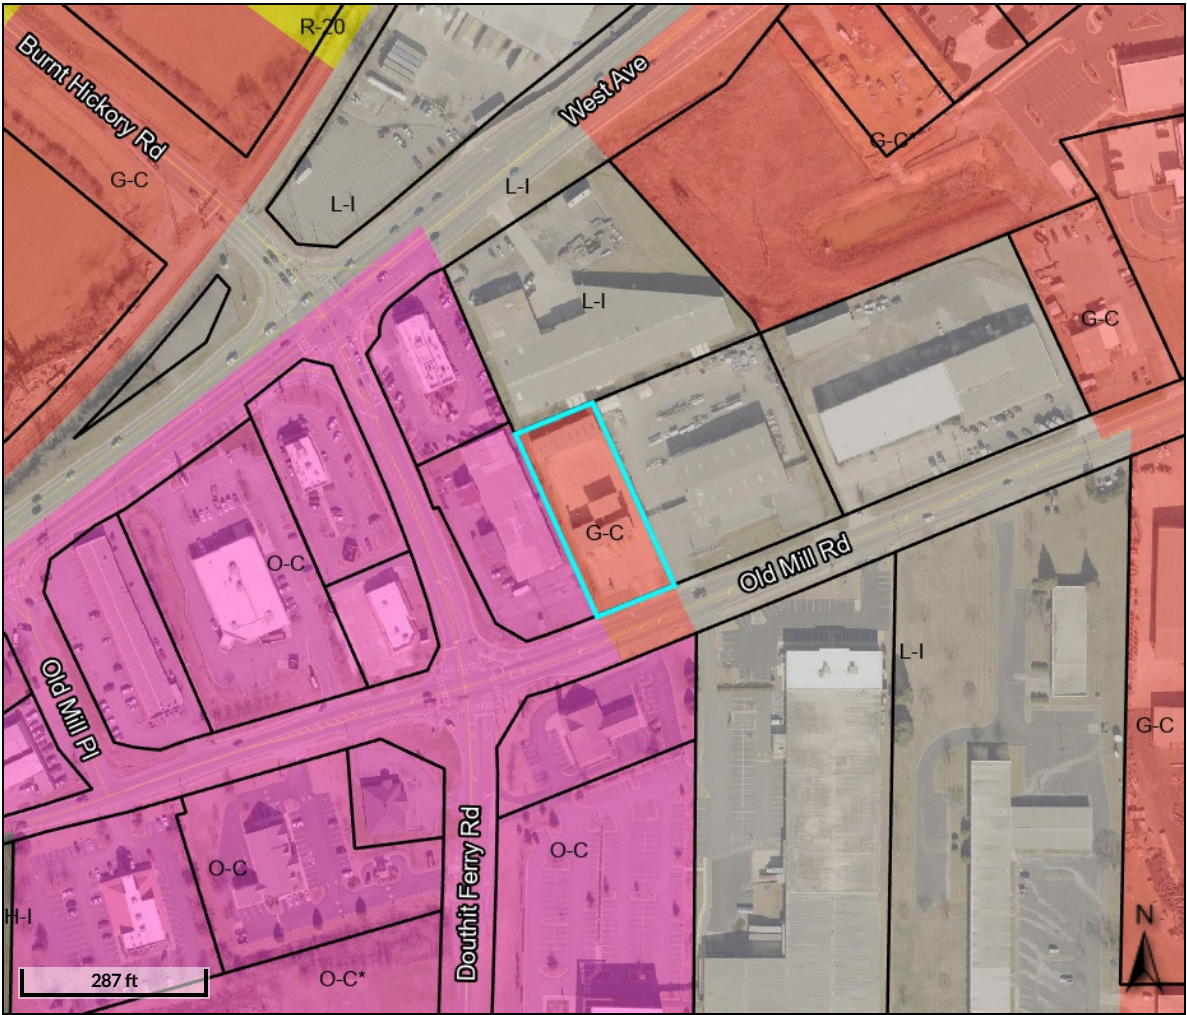 R-20
Burnt Hickory Rd
West Ave
G-C*
G-C
L-I
L-I
L-I
G-C
G-C
Old Mill Rd
O-C
L-I
Old Mill Pl
G-C
Douthit Ferry Rd
O-C
O-C
H-I
O-C*
287 ft
N